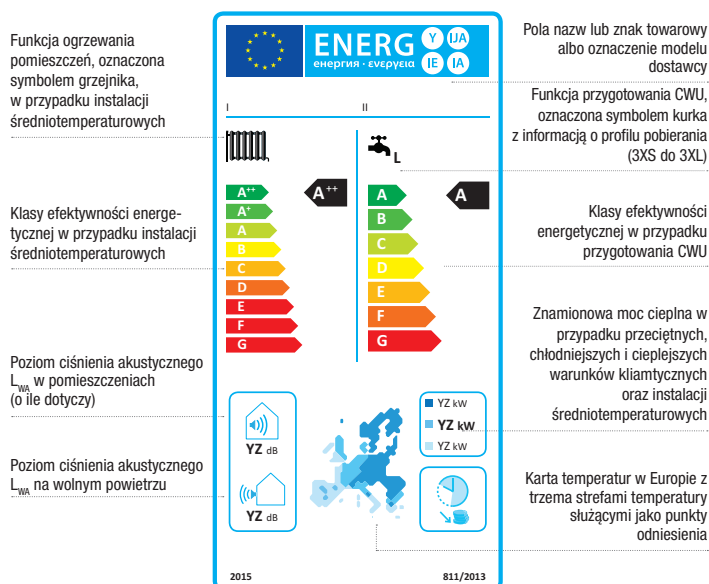 Funkcja ogrzewania
pomieszczeń, oznaczona
symbolem grzejnika,
w przypadku instalacji
średniotemperaturowych
Klasy efektywności energe-
tycznej w przypadku instalacji
średniotemperaturowych
Poziom ciśnienia akustycznego
LWA w pomieszczeniach
(o ile dotyczy)
Poziom ciśnienia akustycznego
LWA na wolnym powietrzu
ENERG Y IJA
енергия · ενεργεια IE IA
I II
L
A++ A
A++
A+
A
B
C
D
E
F
G
A
B
C
D
E
F
G
YZ dB
YZ dB
YZ kW
YZ kW
YZ kW
2015 811/2013
Pola nazw lub znak towarowy
albo oznaczenie modelu
dostawcy
Funkcja przygotowania CWU,
oznaczona symbolem kurka
z informacją o profilu pobierania
(3XS do 3XL)
Klasy efektywności
energetycznej w przypadku
przygotowania CWU
Znamionowa moc cieplna w
przypadku przeciętnych,
chłodniejszych i cieplejszych
warunków kliamtycznych
oraz instalacji
średniotemperaturowych
Karta temperatur w Europie z
trzema strefami temperatury
służącymi jako punkty
odniesienia